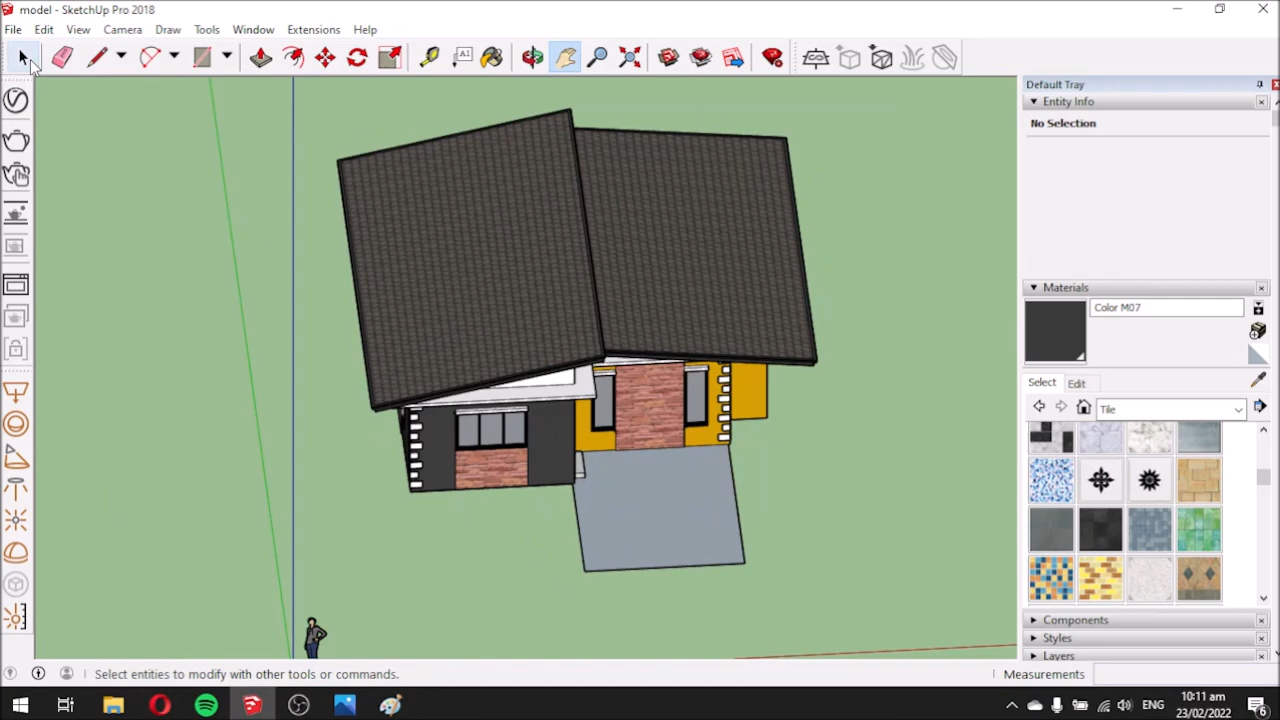 model - SketchUp Pro 2018
File Edit View Camera Draw Tools Window Extensions Help
A1
Default Tray
Entity Info
No Selection
Materials
Color M07
Select Edit
Tile
Components
Styles
Layers
Select entities to modify with other tools or commands.
Measurements
ENG
10:11 am
23/02/2022
6